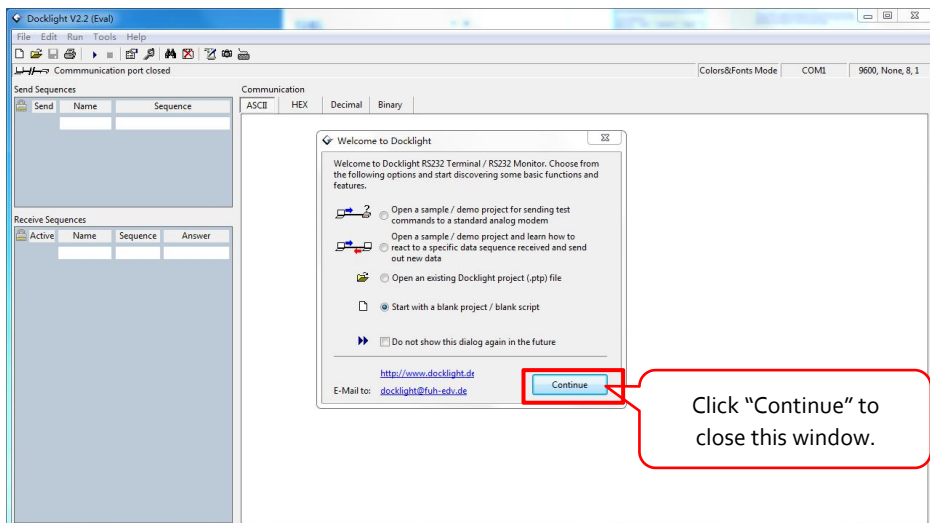 Docklight V2.2 (Eval)
File Edit Run Tools Help
Commmunication port closed
Colors&Fonts Mode COM1 9600, None, 8, 1
Send Sequences
Send Name Sequence
Communication
ASCII HEX Decimal Binary
Welcome to Docklight
Welcome to Docklight RS232 Terminal / RS232 Monitor. Choose from
the following options and start discovering some basic functions and
features.
Open a sample / demo project for sending test
commands to a standard analog modem
Open a sample / demo project and learn how to
react to a specific data sequence received and send
out new data
Open an existing Docklight project (.ptp) file
Start with a blank project / blank script
Do not show this dialog again in the future
http://www.docklight.de
E-Mail to: docklight@fuh-edv.de
Continue
Receive Sequences
Active Name Sequence Answer
Click “Continue” to
close this window.